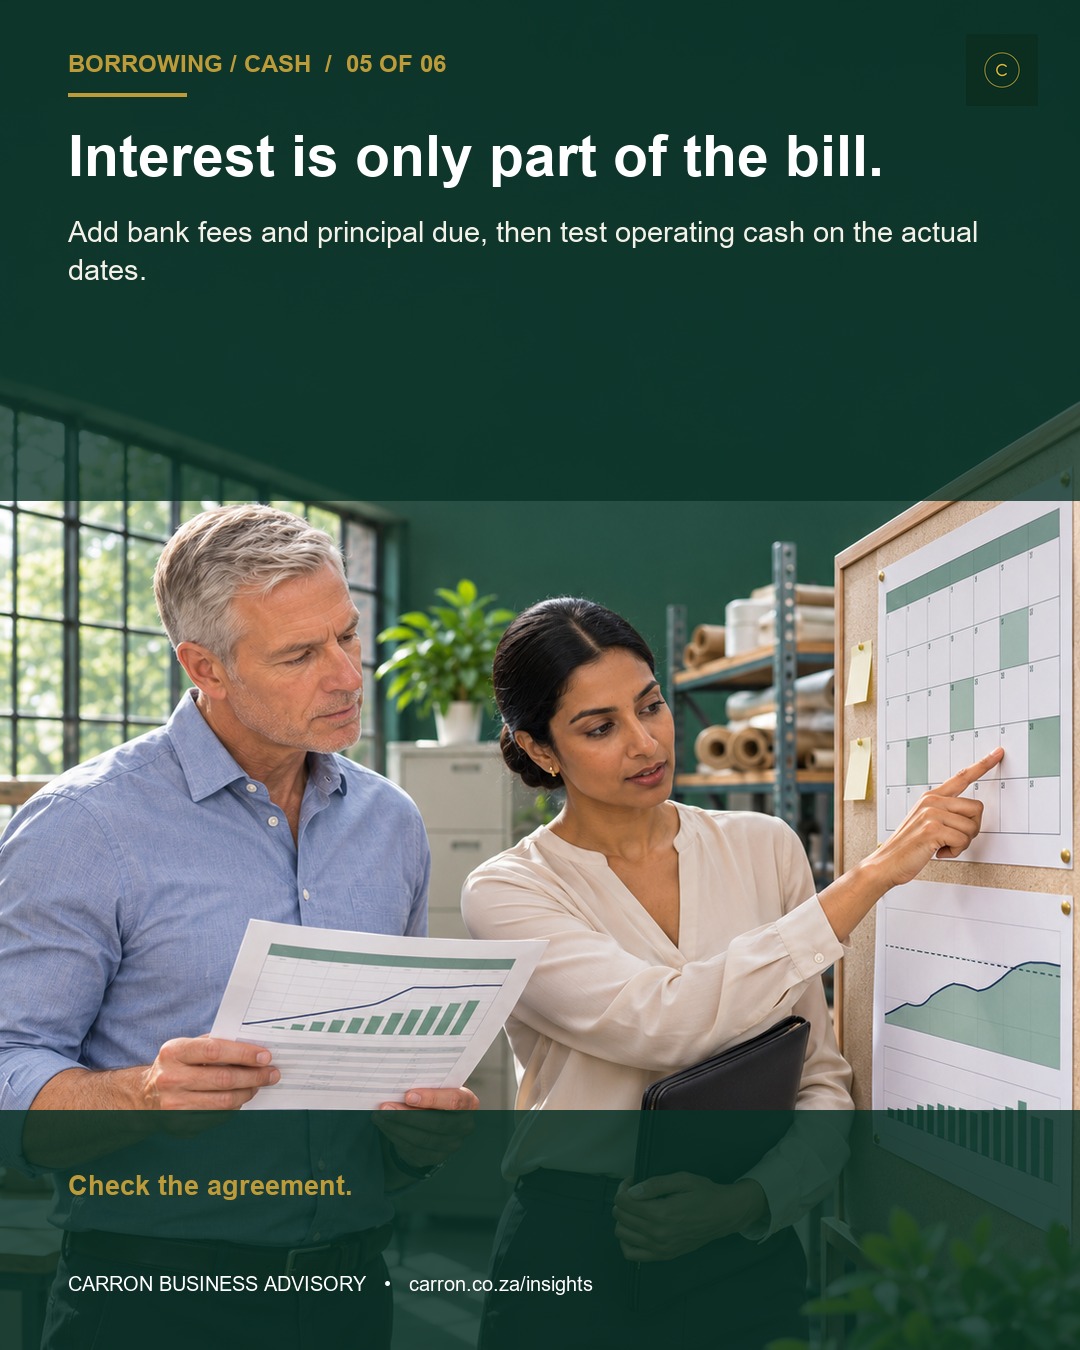 BORROWING / CASH / 05 OF 06
C
Interest is only part of the bill.
Add bank fees and principal due, then test operating cash on the actual
dates.
Check the agreement.
CARRON BUSINESS ADVISORY • carron.co.za/insights